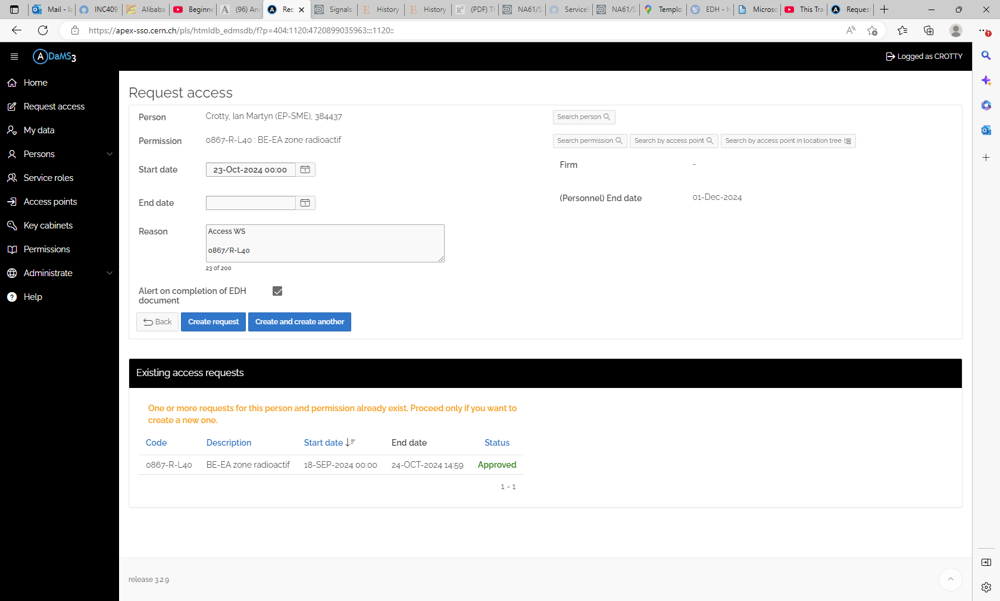 Mail - Ia
INC409
Alibaba
Beginne
(96) An
Req
Signals
History
History
(PDF) Th
NA61/S
Service
NA61/S
Templo
EDH - H
Microso
This Tra
Reques
https://apex-sso.cern.ch/pls/htmldb_edmsdb/f?p=404:1120:4720899035963:::1120::
ADaMS3
Logged as CROTTY
Home
Request access
My data
Persons
Service roles
Access points
Key cabinets
Permissions
Administrate
Help
Request access
Person
Crotty, Ian Martyn (EP-SME), 384437
Search person
Permission
0867-R-L40 : BE-EA zone radioactif
Search permission
Search by access point
Search by access point in location tree
Start date
23-Oct-2024 00:00
Firm
-
End date
(Personnel) End date
01-Dec-2024
Reason
Access WS
0867/R-L40
23 of 200
Alert on completion of EDH
document
Back
Create request
Create and create another
Existing access requests
One or more requests for this person and permission already exist. Proceed only if you want to
create a new one.
Code Description Start date End date Status
0867-R-L40 BE-EA zone radioactif 18-SEP-2024 00:00 24-OCT-2024 14:59 Approved
1 - 1
release 3.2.9